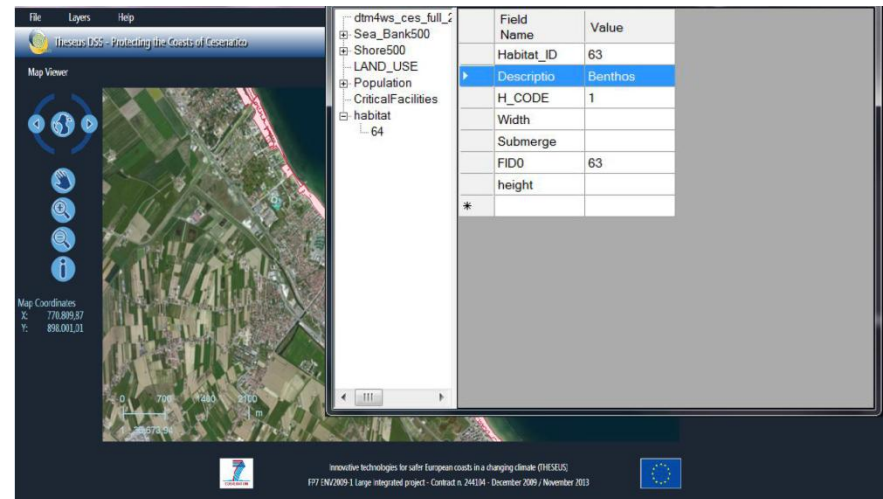 File Layers Help
Theseus DSS - Protecting the Coasts of Cesenatico
Map Viewer
Map Coordinates
X: 770.809,87
Y: 898.001,01
0 700 1400 2100
m
dtm4ws_ces_full_2
Sea_Bank500
Shore500
LAND_USE
Population
CriticalFacilities
habitat
64
Field Name Value
Habitat_ID 63
Descriptio Benthos
H_CODE 1
Width
Submerge
FID0 63
height
Innovative technologies for safer European coasts in a changing climate (THESEUS)
FP7 ENV2009-1 Large integrated project - Contract n. 244104 - December 2009 / November 2013